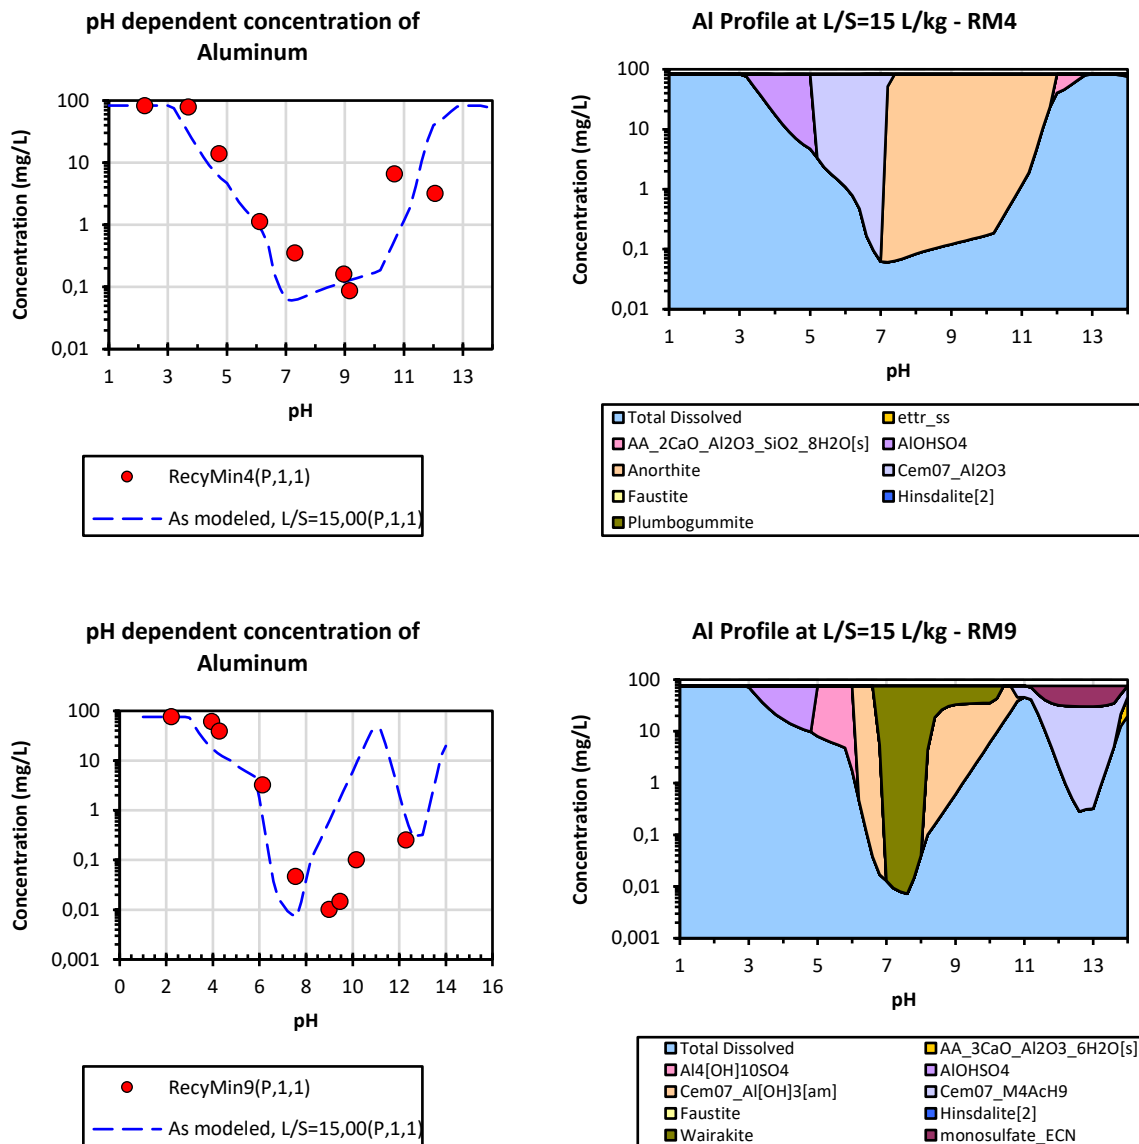 pH dependent concentration of
Aluminum
Concentration (mg/L)
100
10
1
0,1
0,01
1 3 5 7 9 11 13
pH
RecyMin4(P,1,1)
As modeled, L/S=15,00(P,1,1)
Al Profile at L/S=15 L/kg - RM4
Concentration (mg/L)
100
10
1
0,1
0,01
1 3 5 7 9 11 13
pH
Total Dissolved ettr_ss
AA_2CaO_Al2O3_SiO2_8H2O[s] AlOHSO4
Anorthite Cem07_Al2O3
Faustite Hinsdalite[2]
Plumbogummite
pH dependent concentration of
Aluminum
Concentration (mg/L)
100
10
1
0,1
0,01
0,001
0 2 4 6 8 10 12 14 16
pH
RecyMin9(P,1,1)
As modeled, L/S=15,00(P,1,1)
Al Profile at L/S=15 L/kg - RM9
Concentration (mg/L)
100
10
1
0,1
0,01
0,001
1 3 5 7 9 11 13
pH
Total Dissolved AA_3CaO_Al2O3_6H2O[s]
Al4[OH]10SO4 AlOHSO4
Cem07_Al[OH]3[am] Cem07_M4AcH9
Faustite Hinsdalite[2]
Wairakite monosulfate_ECN